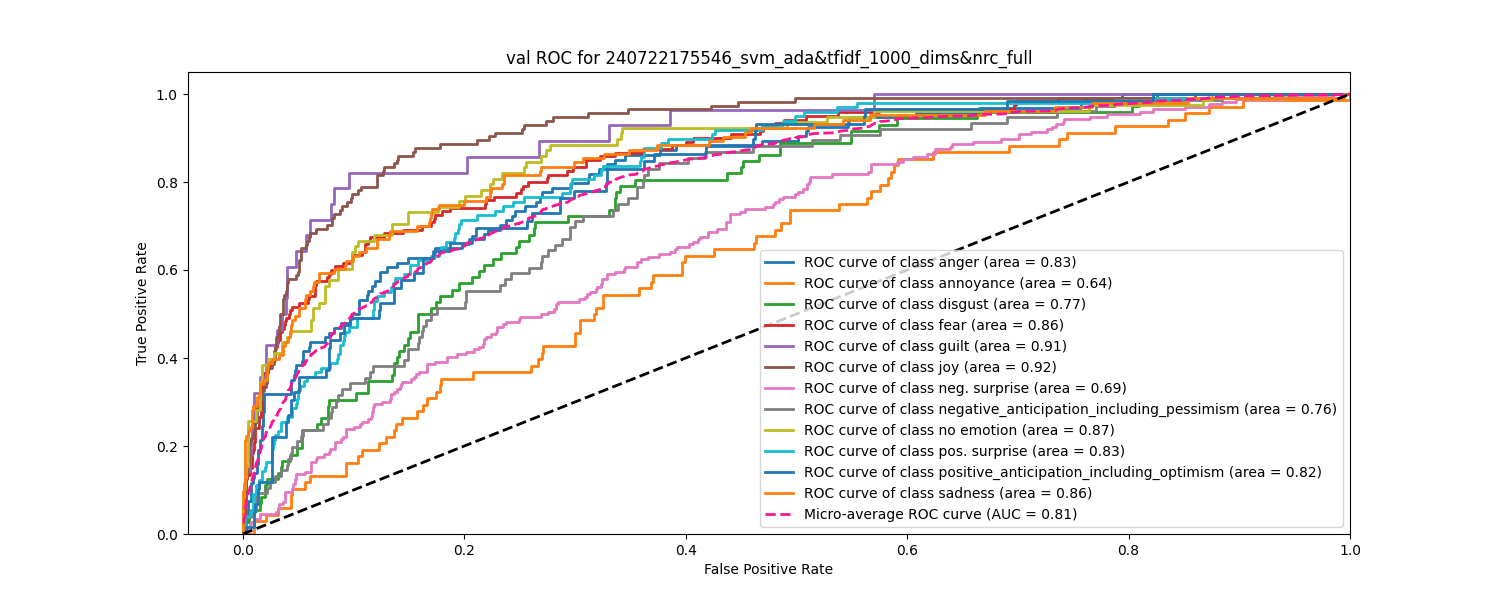 val ROC for 240722175546_svm_ada&tfidf_1000_dims&nrc_full
True Positive Rate
1.0
0.8
0.6
0.4
0.2
0.0
ROC curve of class anger (area = 0.83)
ROC curve of class annoyance (area = 0.64)
ROC curve of class disgust (area = 0.77)
ROC curve of class fear (area = 0.86)
ROC curve of class guilt (area = 0.91)
ROC curve of class joy (area = 0.92)
ROC curve of class neg. surprise (area = 0.69)
ROC curve of class negative_anticipation_including_pessimism (area = 0.76)
ROC curve of class no emotion (area = 0.87)
ROC curve of class pos. surprise (area = 0.83)
ROC curve of class positive_anticipation_including_optimism (area = 0.82)
ROC curve of class sadness (area = 0.86)
Micro-average ROC curve (AUC = 0.81)
0.0 0.2 0.4 0.6 0.8 1.0
False Positive Rate